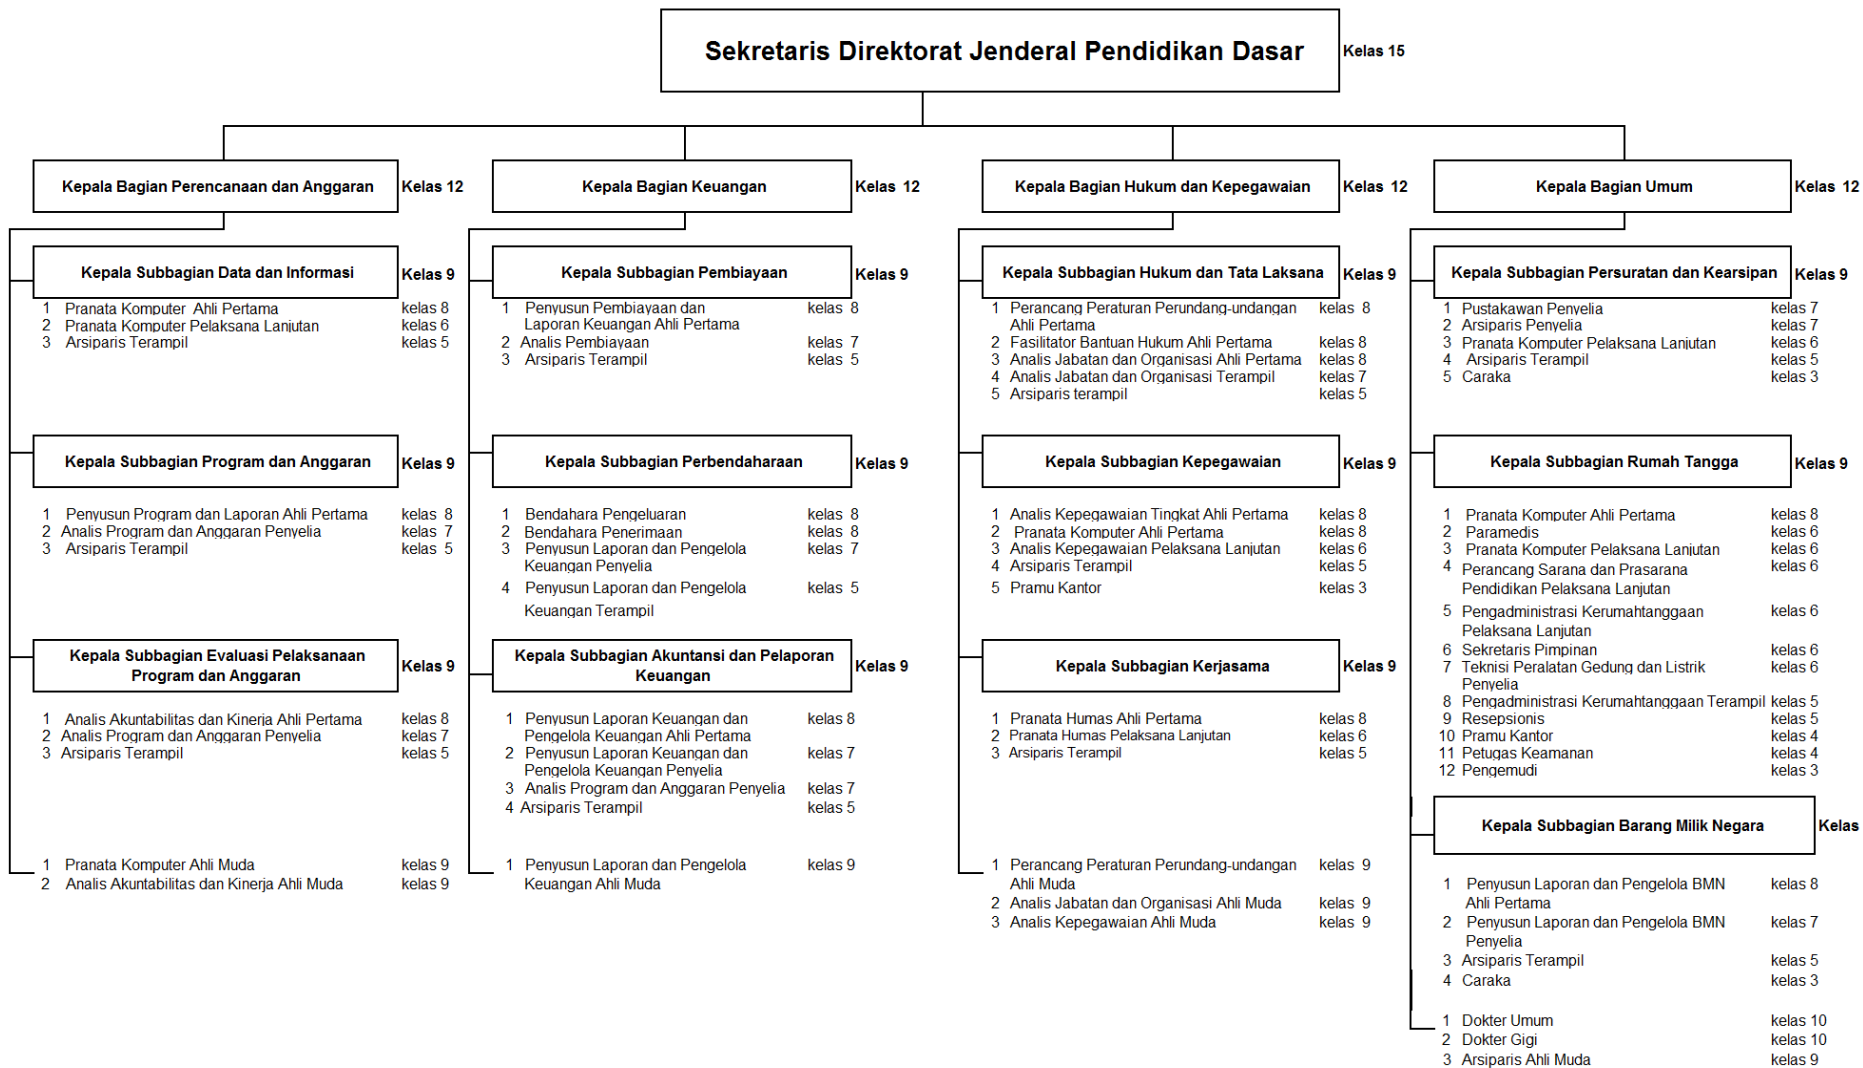 Sekretaris Direktorat Jenderal Pendidikan Dasar Kelas 15
Kepala Bagian Perencanaan dan Anggaran Kelas 12
Kepala Subbagian Data dan Informasi Kelas 9
1 Pranata Komputer Ahli Pertama kelas 8
2 Pranata Komputer Pelaksana Lanjutan kelas 6
3 Arsiparis Terampil kelas 5
Kepala Subbagian Program dan Anggaran Kelas 9
1 Penyusun Program dan Laporan Ahli Pertama kelas 8
2 Analis Program dan Anggaran Penyelia kelas 7
3 Arsiparis Terampil kelas 5
Kepala Subbagian Evaluasi Pelaksanaan
Program dan Anggaran Kelas 9
1 Analis Akuntabilitas dan Kinerja Ahli Pertama kelas 8
2 Analis Program dan Anggaran Penyelia kelas 7
3 Arsiparis Terampil kelas 5
1 Pranata Komputer Ahli Muda kelas 9
2 Analis Akuntabilitas dan Kinerja Ahli Muda kelas 9
Kepala Bagian Keuangan Kelas 12
Kepala Subbagian Pembiayaan Kelas 9
1 Penyusun Pembiayaan dan kelas 8
Laporan Keuangan Ahli Pertama
2 Analis Pembiayaan kelas 7
3 Arsiparis Terampil kelas 5
Kepala Subbagian Perbendaharaan Kelas 9
1 Bendahara Pengeluaran kelas 8
2 Bendahara Penerimaan kelas 8
3 Penyusun Laporan dan Pengelola kelas 7
Keuangan Penyelia
4 Penyusun Laporan dan Pengelola kelas 5
Keuangan Terampil
Kepala Subbagian Akuntansi dan Pelaporan
Keuangan Kelas 9
1 Penyusun Laporan Keuangan dan kelas 8
Pengelola Keuangan Ahli Pertama
2 Penyusun Laporan Keuangan dan kelas 7
Pengelola Keuangan Penyelia
3 Analis Program dan Anggaran Penyelia kelas 7
4 Arsiparis Terampil kelas 5
1 Penyusun Laporan dan Pengelola kelas 9
Keuangan Ahli Muda
Kepala Bagian Hukum dan Kepegawaian Kelas 12
Kepala Subbagian Hukum dan Tata Laksana Kelas 9
1 Perancang Peraturan Perundang-undangan kelas 8
Ahli Pertama
2 Fasilitator Bantuan Hukum Ahli Pertama kelas 8
3 Analis Jabatan dan Organisasi Ahli Pertama kelas 8
4 Analis Jabatan dan Organisasi Terampil kelas 7
5 Arsiparis terampil kelas 5
Kepala Subbagian Kepegawaian Kelas 9
1 Analis Kepegawaian Tingkat Ahli Pertama kelas 8
2 Pranata Komputer Ahli Pertama kelas 8
3 Analis Kepegawaian Pelaksana Lanjutan kelas 6
4 Arsiparis Terampil kelas 5
5 Pramu Kantor kelas 3
Kepala Subbagian Kerjasama Kelas 9
1 Pranata Humas Ahli Pertama kelas 8
2 Pranata Humas Pelaksana Lanjutan kelas 6
3 Arsiparis Terampil kelas 5
1 Perancang Peraturan Perundang-undangan kelas 9
Ahli Muda
2 Analis Jabatan dan Organisasi Ahli Muda kelas 9
3 Analis Kepegawaian Ahli Muda kelas 9
Kepala Bagian Umum Kelas 12
Kepala Subbagian Persuratan dan Kearsipan Kelas 9
1 Pustakawan Penyelia kelas 7
2 Arsiparis Penyelia kelas 7
3 Pranata Komputer Pelaksana Lanjutan kelas 6
4 Arsiparis Terampil kelas 5
5 Caraka kelas 3
Kepala Subbagian Rumah Tangga Kelas 9
1 Pranata Komputer Ahli Pertama kelas 8
2 Paramedis kelas 6
3 Pranata Komputer Pelaksana Lanjutan kelas 6
4 Perancang Sarana dan Prasarana kelas 6
Pendidikan Pelaksana Lanjutan
5 Pengadministrasi Kerumahtanggaan kelas 6
Pelaksana Lanjutan
6 Sekretaris Pimpinan kelas 6
7 Teknisi Peralatan Gedung dan Listrik kelas 6
Penyelia
8 Pengadministrasi Kerumahtanggaan Terampil kelas 5
9 Resepsionis kelas 5
10 Pramu Kantor kelas 4
11 Petugas Keamanan kelas 4
12 Pengemudi kelas 3
Kepala Subbagian Barang Milik Negara Kelas
1 Penyusun Laporan dan Pengelola BMN kelas 8
Ahli Pertama
2 Penyusun Laporan dan Pengelola BMN kelas 7
Penyelia
3 Arsiparis Terampil kelas 5
4 Caraka kelas 3
1 Dokter Umum kelas 10
2 Dokter Gigi kelas 10
3 Arsiparis Ahli Muda kelas 9